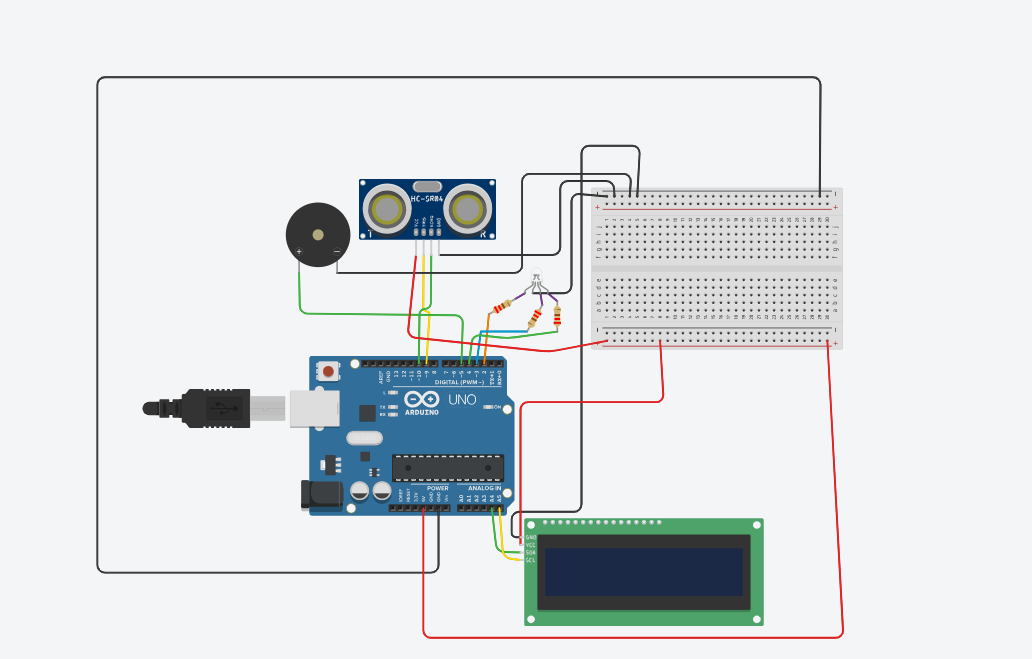 HC-SR04
VCC
TRIG
ECHO
GND
T
R
+
−
AREF
GND
13
12
~11
~10
~9
8
7
~6
~5
4
~3
2
TX→1
RX←0
DIGITAL (PWM~)
L
TX
RX
ON
UNO
ARDUINO
POWER
ANALOG IN
IOREF
RESET
3.3V
5V
GND
GND
Vin
A0
A1
A2
A3
A4
A5
GND
VCC
SDA
SCL
j
i
h
g
f
e
d
c
b
a